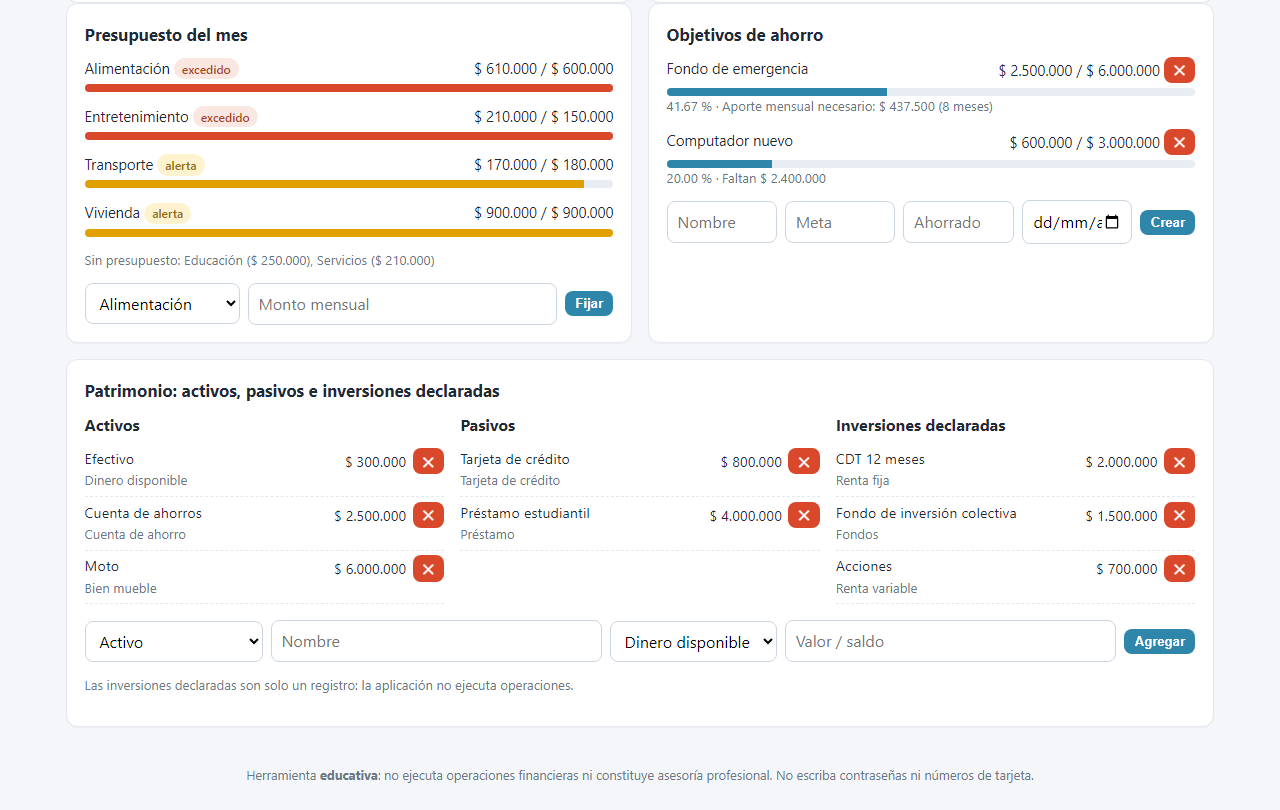 Presupuesto del mes
Alimentación excedido $ 610.000 / $ 600.000
Entretenimiento excedido $ 210.000 / $ 150.000
Transporte alerta $ 170.000 / $ 180.000
Vivienda alerta $ 900.000 / $ 900.000
Sin presupuesto: Educación ($ 250.000), Servicios ($ 210.000)
Alimentación Monto mensual Fijar
Objetivos de ahorro
Fondo de emergencia $ 2.500.000 / $ 6.000.000 ✕
41.67 % · Aporte mensual necesario: $ 437.500 (8 meses)
Computador nuevo $ 600.000 / $ 3.000.000 ✕
20.00 % · Faltan $ 2.400.000
Nombre Meta Ahorrado dd/mm/a Crear
Patrimonio: activos, pasivos e inversiones declaradas
Activos
Efectivo $ 300.000 ✕
Dinero disponible
Cuenta de ahorros $ 2.500.000 ✕
Cuenta de ahorro
Moto $ 6.000.000 ✕
Bien mueble
Pasivos
Tarjeta de crédito $ 800.000 ✕
Tarjeta de crédito
Préstamo estudiantil $ 4.000.000 ✕
Préstamo
Inversiones declaradas
CDT 12 meses $ 2.000.000 ✕
Renta fija
Fondo de inversión colectiva $ 1.500.000 ✕
Fondos
Acciones $ 700.000 ✕
Renta variable
Activo Nombre Dinero disponible Valor / saldo Agregar
Las inversiones declaradas son solo un registro: la aplicación no ejecuta operaciones.
Herramienta educativa: no ejecuta operaciones financieras ni constituye asesoría profesional. No escriba contraseñas ni números de tarjeta.